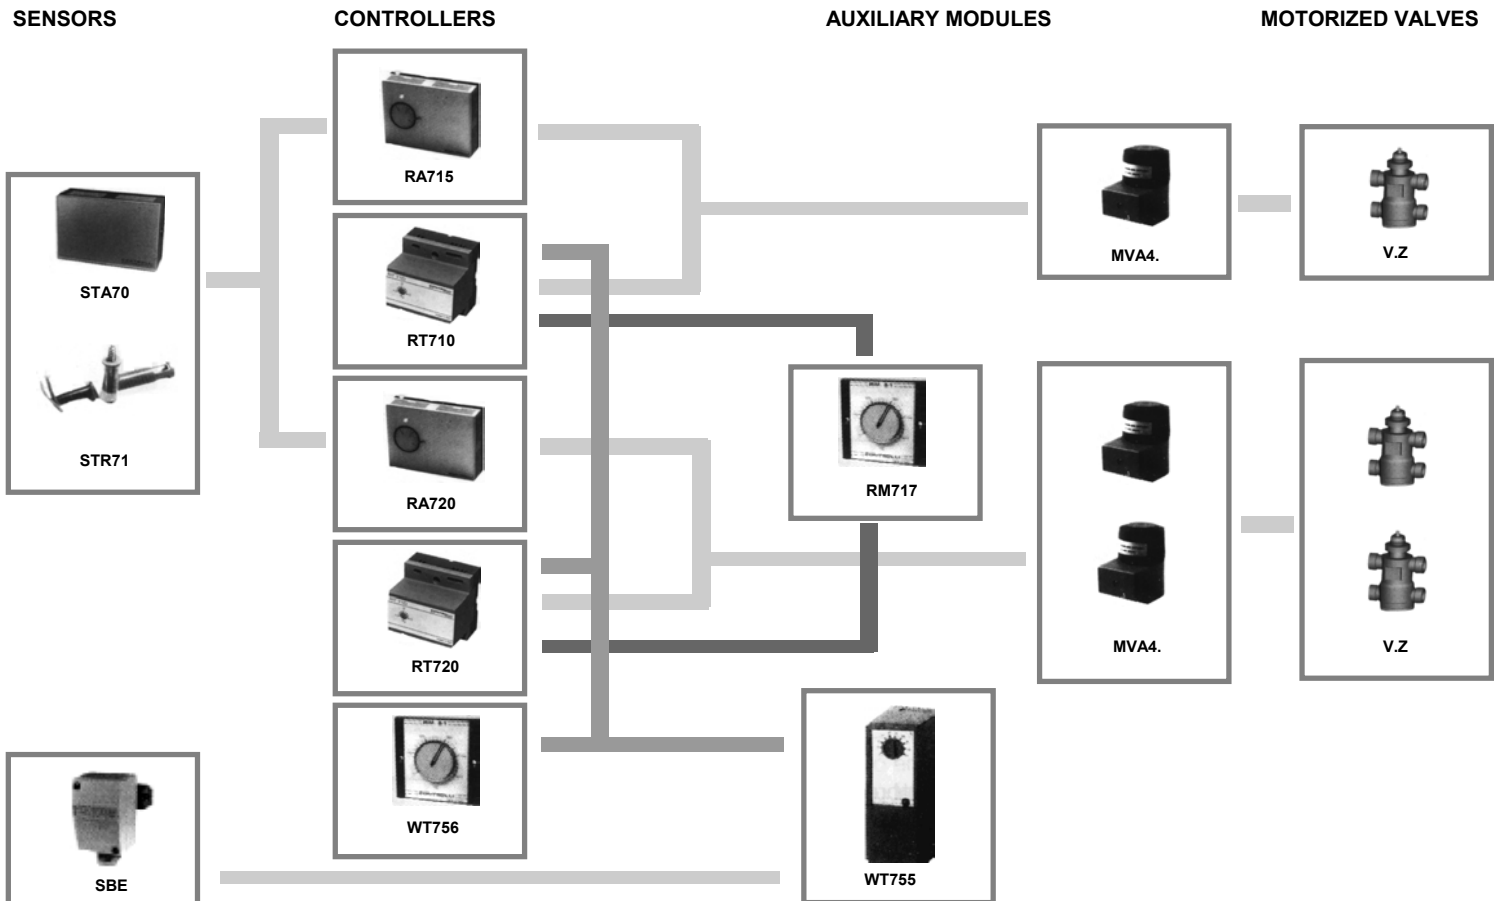 SENSORS
CONTROLLERS
AUXILIARY MODULES
MOTORIZED VALVES
RA715
STA70
STR71
RT710
RA720
RT720
WT756
SBE
RM717
WT755
MVA4.
V.Z
MVA4.
V.Z